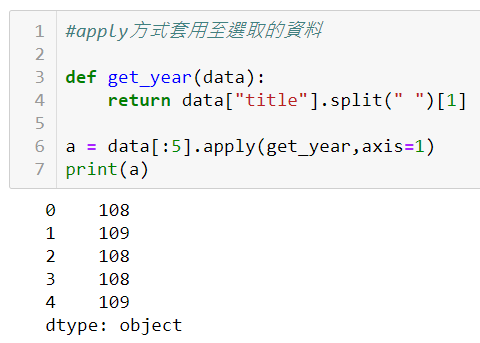 1 #apply方式套用至選取的資料
2
3 def get_year(data):
4     return data["title"].split(" ")[1]
5
6 a = data[:5].apply(get_year,axis=1)
7 print(a)
0    108
1    109
2    108
3    108
4    109
dtype: object